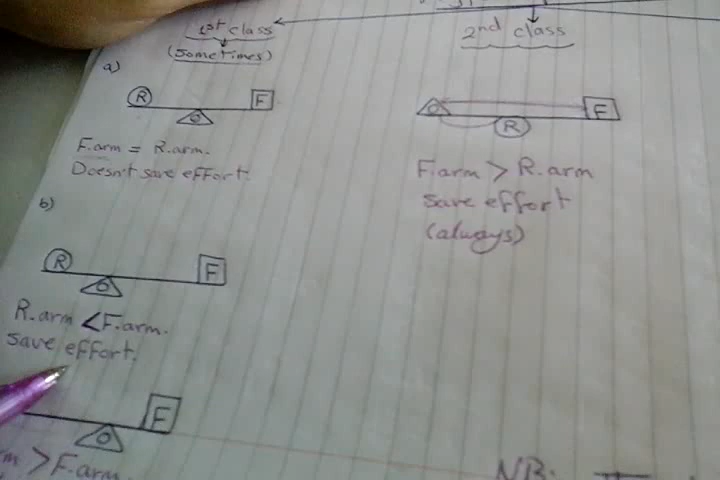 1st class
(Sometimes)
a)
R F
O
F.arm = R.arm.
Doesn't save effort.
b)
R F
O
R.arm < F.arm.
save effort.
F
O
> F.arm.
2nd class
O F
R
F.arm > R.arm
save effort
(always)
NB: